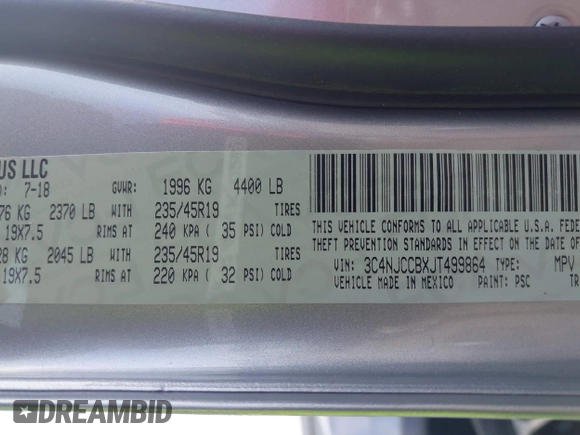 US LLC
7-18 GVWR: 1996 KG 4400 LB
76 KG 2370 LB WITH 235/45R19 TIRES
19X7.5 RIMS AT 240 KPA ( 35 PSI) COLD
28 KG 2045 LB WITH 235/45R19 TIRES
19X7.5 RIMS AT 220 KPA ( 32 PSI) COLD
THIS VEHICLE CONFORMS TO ALL APPLICABLE U.S.A. FEDE
THEFT PREVENTION STANDARDS IN EFFECT ON THE DATE OF
VIN: 3C4NJCCBXJT499864 TYPE: MPV
VEHICLE MADE IN MEXICO PAINT: PSC TR
DREAMBID